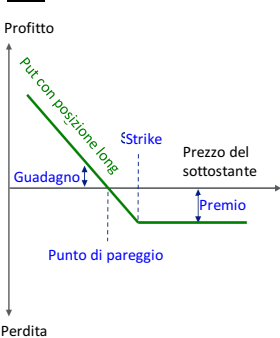 Profitto
Put con posizione long
Strike
Prezzo del
sottostante
Guadagno
Premio
Punto di pareggio
Perdita